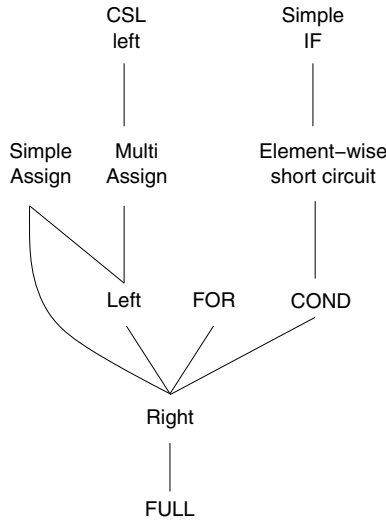 CSL
left
Simple
IF
Simple
Assign
Multi
Assign
Element–wise
short circuit
Left
FOR
COND
Right
FULL